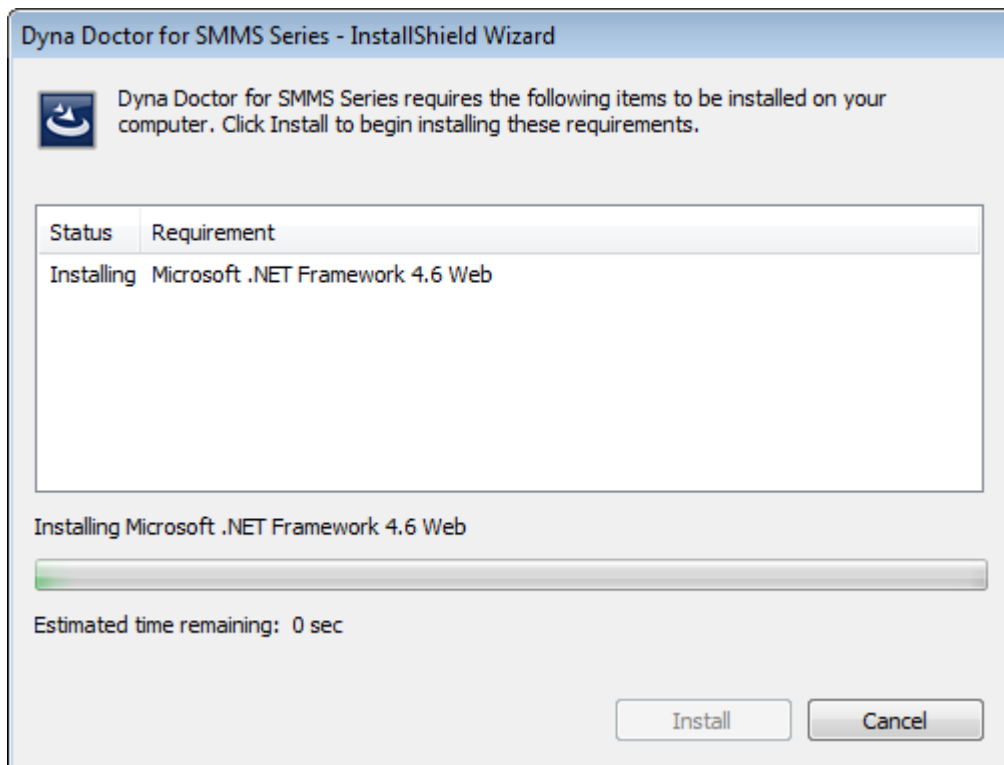 Dyna Doctor for SMMS Series - InstallShield Wizard
Dyna Doctor for SMMS Series requires the following items to be installed on your
computer. Click Install to begin installing these requirements.
Status Requirement
Installing Microsoft .NET Framework 4.6 Web
Installing Microsoft .NET Framework 4.6 Web
Estimated time remaining: 0 sec
Install Cancel